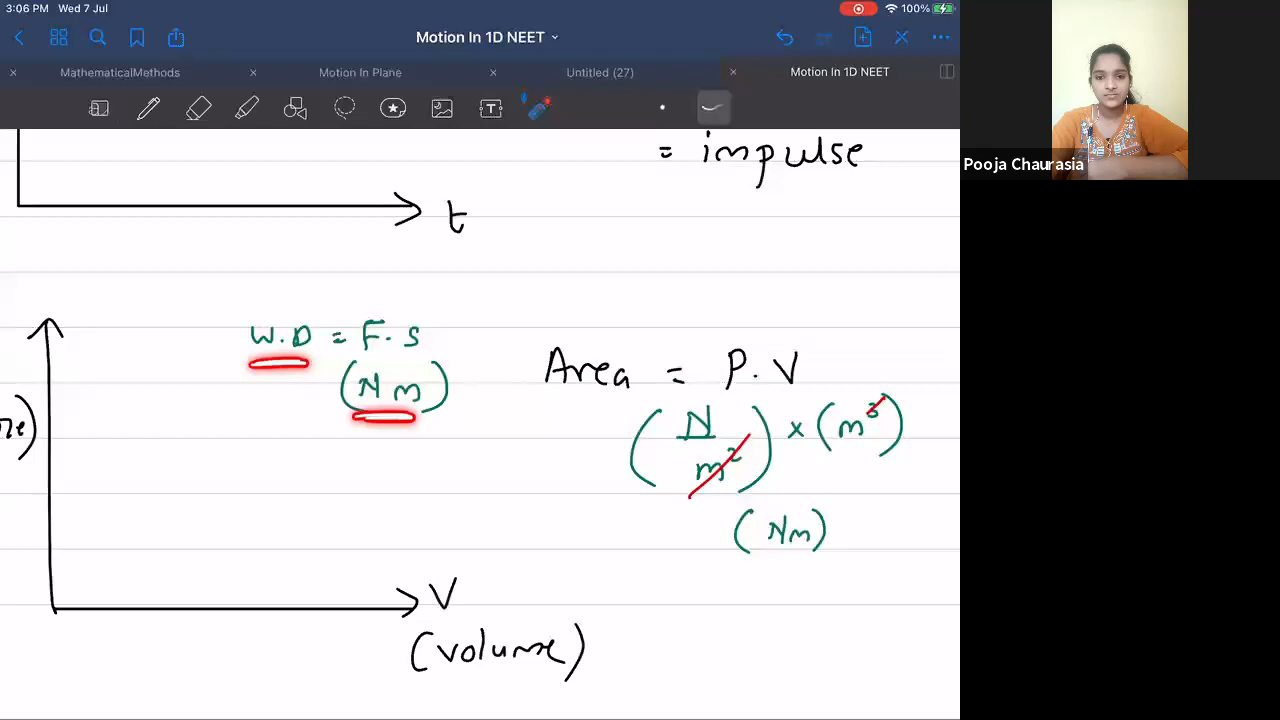 3:06 PM Wed 7 Jul
100%
Motion In 1D NEET
MathematicalMethods
Motion In Plane
Untitled (27)
Motion In 1D NEET
Pooja Chaurasia
= impulse
t
W.D = F.S
(Nm)
Area = P.V
(N/m²) × (m³)
(Nm)
V
(volume)